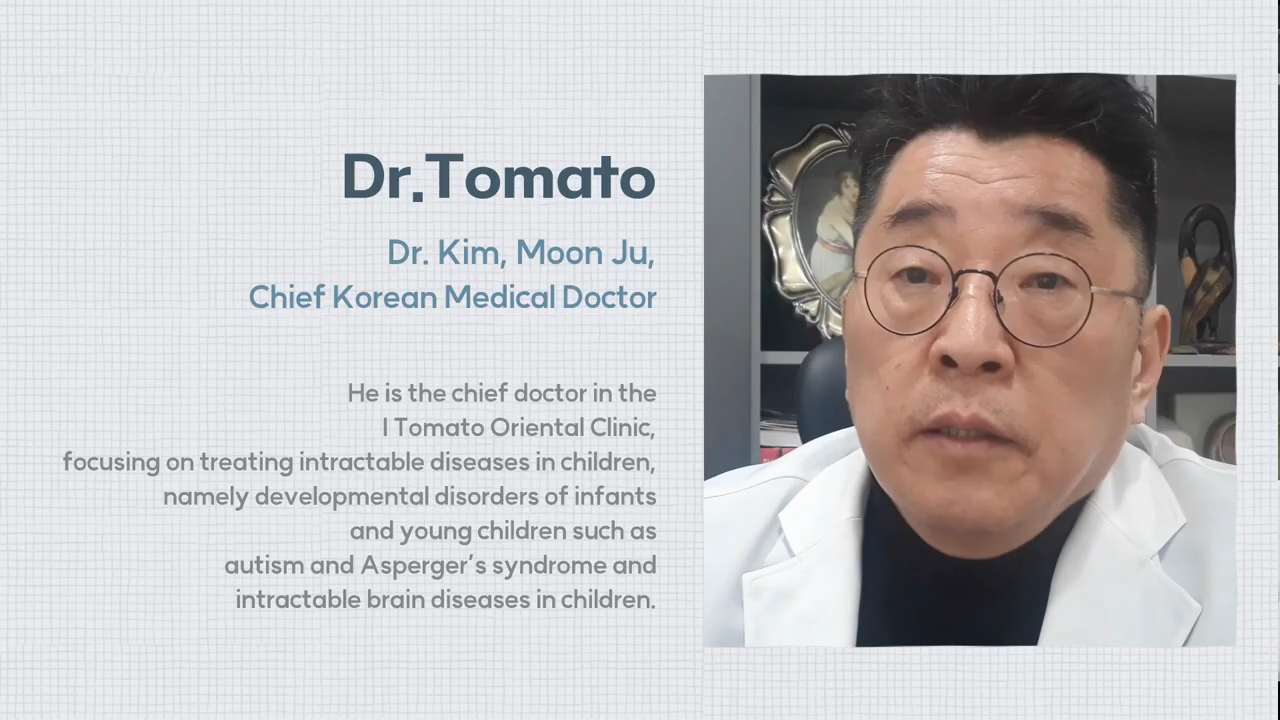 Dr.Tomato
Dr. Kim, Moon Ju,
Chief Korean Medical Doctor
He is the chief doctor in the
I Tomato Oriental Clinic,
focusing on treating intractable diseases in children,
namely developmental disorders of infants
and young children such as
autism and Asperger's syndrome and
intractable brain diseases in children.